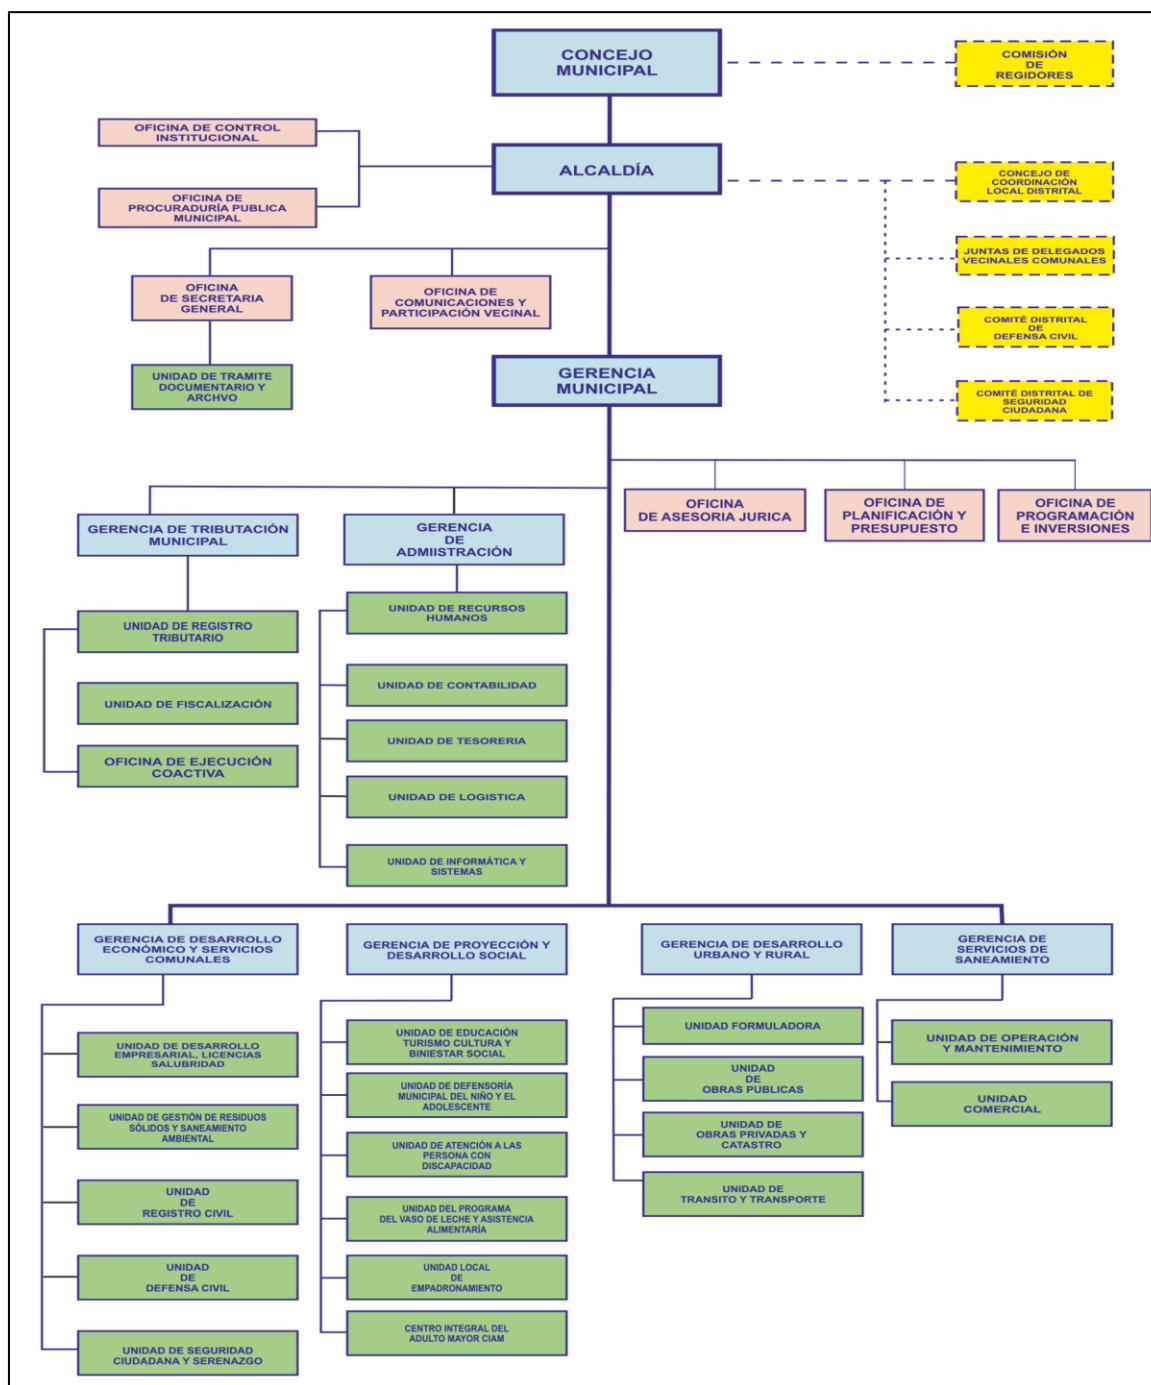 CONCEJO
MUNICIPAL
COMISIÓN
DE
REGIDORES
OFICINA DE CONTROL
INSTITUCIONAL
ALCALDÍA
CONCEJO DE
COORDINACIÓN
LOCAL DISTRITAL
OFICINA DE
PROCURADURÍA PUBLICA
MUNICIPAL
JUNTAS DE DELEGADOS
VECINALES COMUNALES
OFICINA
DE SECRETARIA
GENERAL
OFICINA DE
COMUNICACIONES Y
PARTICIPACIÓN VECINAL
COMITÉ DISTRITAL
DE
DEFENSA CIVIL
UNIDAD DE TRAMITE
DOCUMENTARIO Y
ARCHVO
GERENCIA
MUNICIPAL
COMITÉ DISTRITAL DE
SEGURIDAD
CIUDADANA
OFICINA
DE ASESORIA JURICA
OFICINA DE
PLANIFICACIÓN Y
PRESUPUESTO
OFICINA DE
PROGRAMACIÓN
E INVERSIONES
GERENCIA DE TRIBUTACIÓN
MUNICIPAL
GERENCIA
DE
ADMIISTRACIÓN
UNIDAD DE REGISTRO
TRIBUTARIO
UNIDAD DE FISCALIZACIÓN
OFICINA DE EJECUCIÓN
COACTIVA
UNIDAD DE RECURSOS
HUMANOS
UNIDAD DE CONTABILIDAD
UNIDAD DE TESORERIA
UNIDAD DE LOGISTICA
UNIDAD DE INFORMÁTICA Y
SISTEMAS
GERENCIA DE DESARROLLO
ECONÓMICO Y SERVICIOS
COMUNALES
UNIDAD DE DESARROLLO
EMPRESARIAL, LICENCIAS
SALUBRIDAD
UNIDAD DE GESTIÓN DE RESIDUOS
SÓLIDOS Y SANEAMIENTO
AMBIENTAL
UNIDAD
DE
REGISTRO CIVIL
UNIDAD
DE
DEFENSA CIVIL
UNIDAD DE SEGURIDAD
CIUDADANA Y SERENAZGO
GERENCIA DE PROYECCIÓN Y
DESARROLLO SOCIAL
UNIDAD DE EDUCACIÓN
TURISMO CULTURA Y
BINIESTAR SOCIAL
UNIDAD DE DEFENSORÍA
MUNICIPAL DEL NIÑO Y EL
ADOLESCENTE
UNIDAD DE ATENCIÓN A LAS
PERSONA CON
DISCAPACIDAD
UNIDAD DEL PROGRAMA
DEL VASO DE LECHE Y ASISTENCIA
ALIMENTARÍA
UNIDAD LOCAL
DE
EMPADRONAMIENTO
CENTRO INTEGRAL DEL
ADULTO MAYOR CIAM
GERENCIA DE DESARROLLO
URBANO Y RURAL
UNIDAD FORMULADORA
UNIDAD
DE
OBRAS PUBLICAS
UNIDAD DE
OBRAS PRIVADAS Y
CATASTRO
UNIDAD DE
TRANSITO Y TRANSPORTE
GERENCIA DE
SERVICIOS DE
SANEAMIENTO
UNIDAD DE OPERACIÓN
Y MANTENIMIENTO
UNIDAD
COMERCIAL